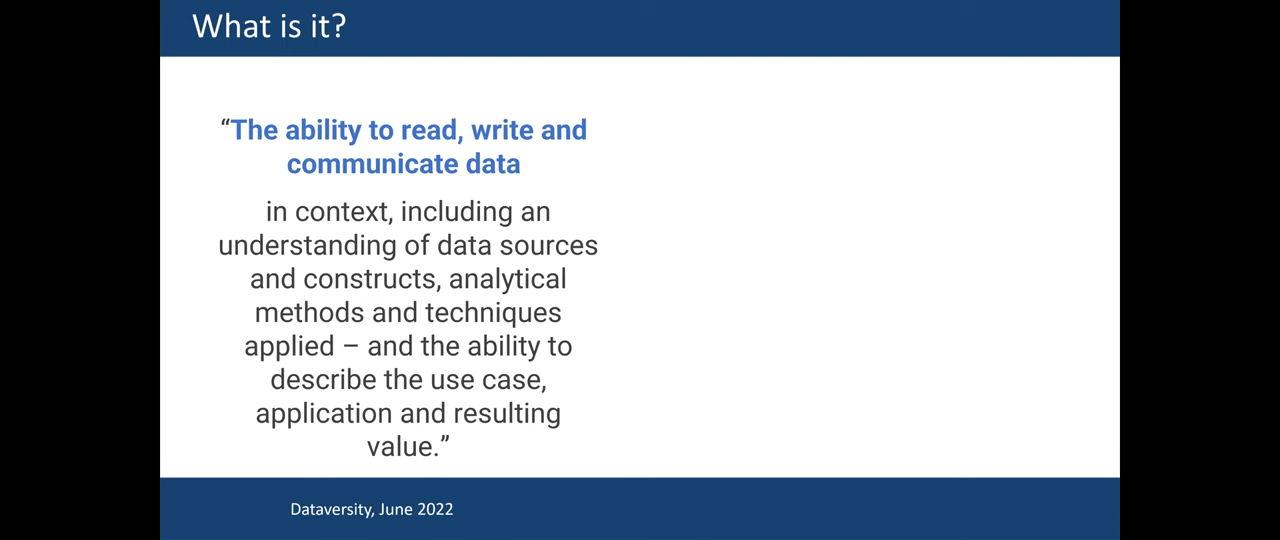 What is it?
“The ability to read, write and
communicate data
in context, including an
understanding of data sources
and constructs, analytical
methods and techniques
applied – and the ability to
describe the use case,
application and resulting
value.”
Dataversity, June 2022